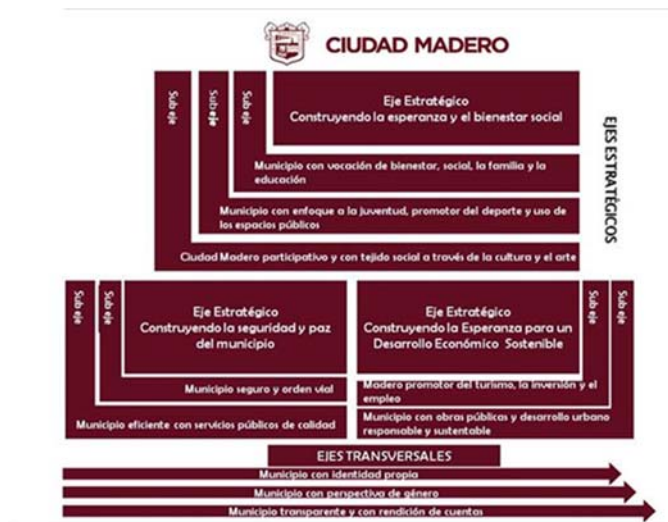 CIUDAD MADERO
Sub eje
Sub eje
Sub eje
Eje Estratégico
Construyendo la esperanza y el bienestar social
EJES ESTRATÉGICOS
Municipio con vocación de bienestar, social, la familia y la
educación
Municipio con enfoque a la juventud, promotor del deporte y uso de
los espacios públicos
Ciudad Madero participativo y con tejido social a través de la cultura y el arte
Sub eje
Sub eje
Eje Estratégico
Construyendo la seguridad y paz
del municipio
Municipio seguro y orden vial
Municipio eficiente con servicios públicos de calidad
Eje Estratégico
Construyendo la Esperanza para un
Desarrollo Económico Sostenible
Sub eje
Sub eje
Madero promotor del turismo, la inversión y el
empleo
Municipio con obras públicas y desarrollo urbano
responsable y sustentable
EJES TRANSVERSALES
Municipio con identidad propia
Municipio con perspectiva de género
Municipio transparente y con rendición de cuentas